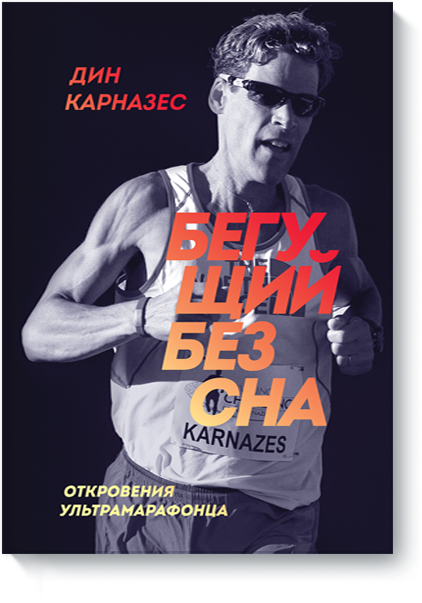 ДИН
КАРНАЗЕС
БЕГУ
ЩИЙ
БЕЗ
СНА
KARNAZES
ОТКРОВЕНИЯ
УЛЬТРАМАРАФОНЦА